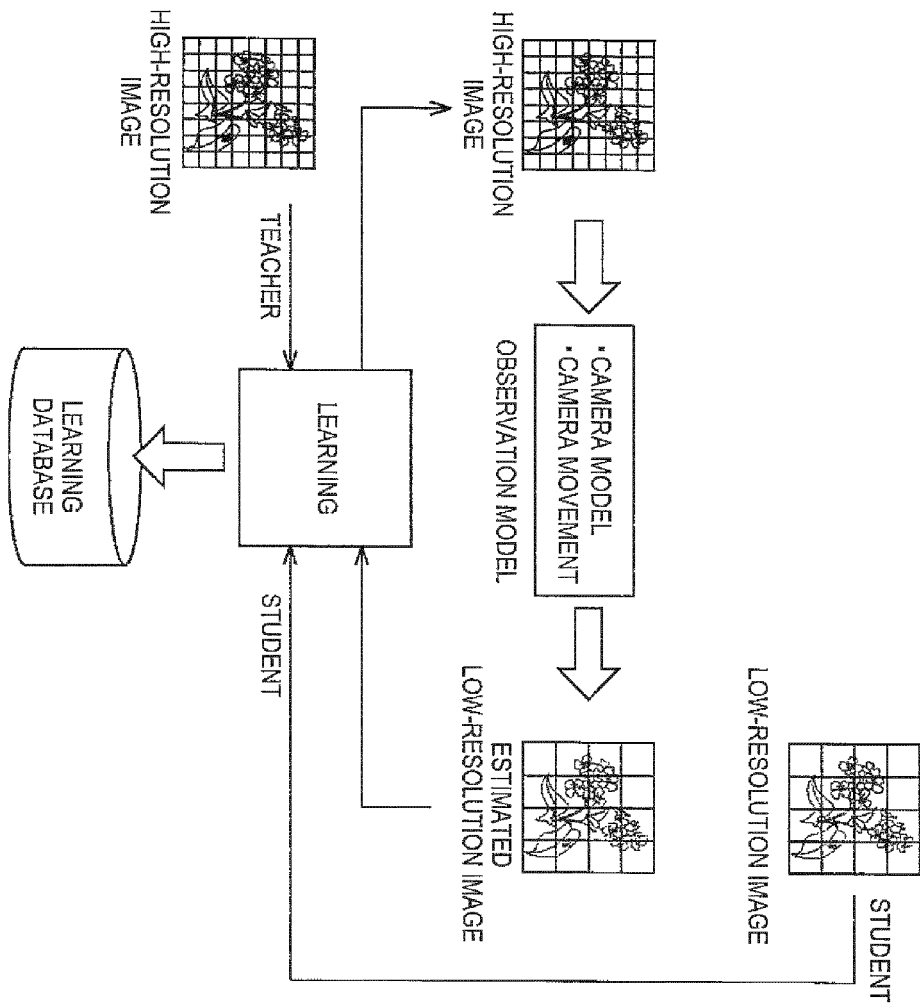 STUDENT
LOW-RESOLUTION IMAGE
HIGH-RESOLUTION
IMAGE
•CAMERA MODEL
•CAMERA MOVEMENT
OBSERVATION MODEL
ESTIMATED
LOW-RESOLUTION IMAGE
HIGH-RESOLUTION
IMAGE
TEACHER
LEARNING
STUDENT
LEARNING
DATABASE